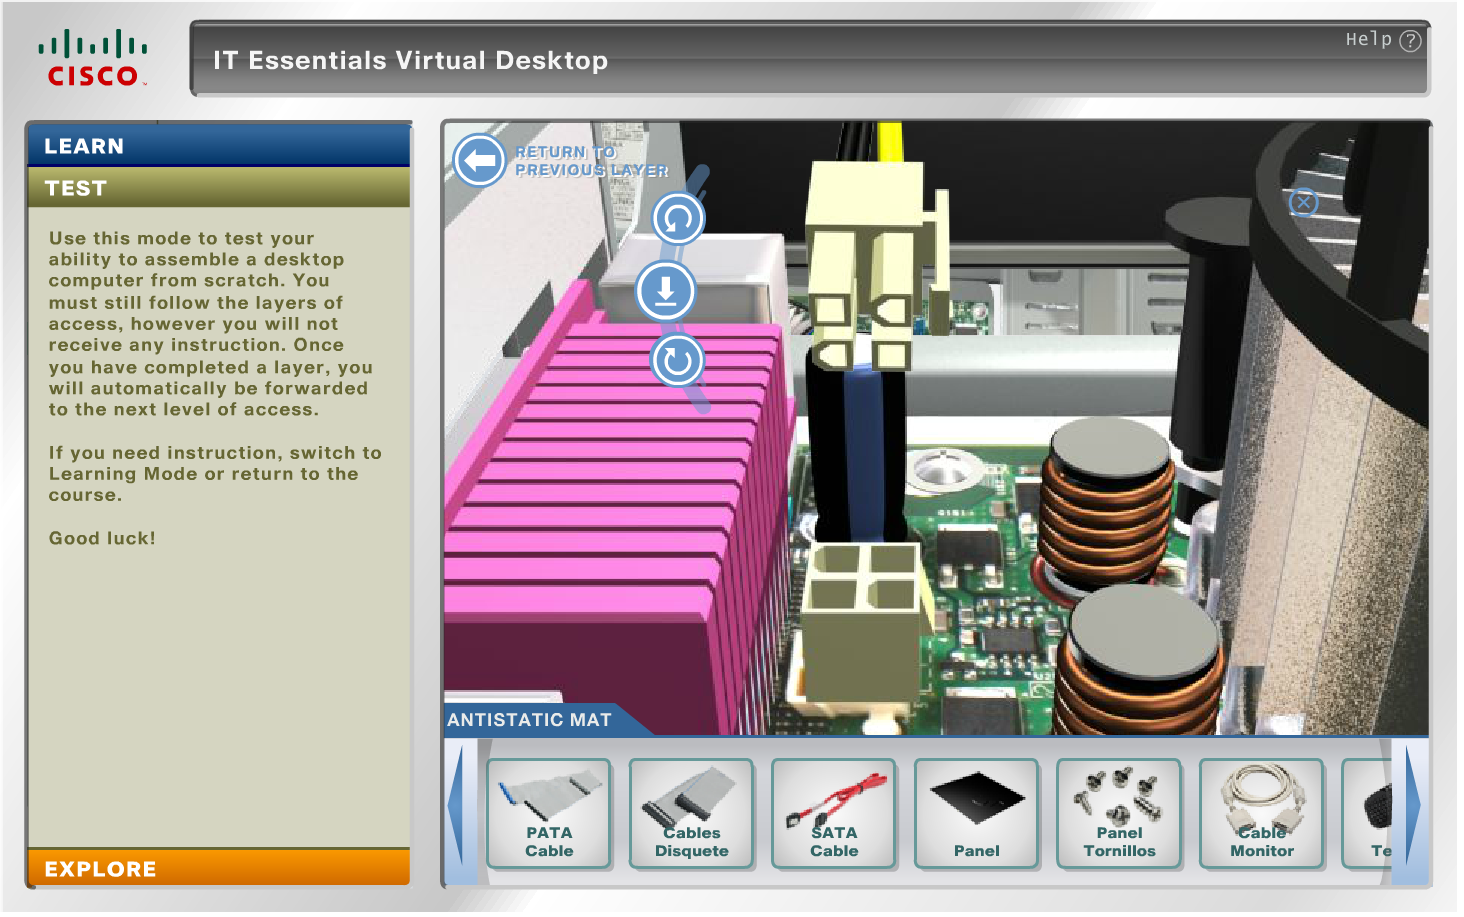 CISCO
IT Essentials Virtual Desktop
Help ?
LEARN
TEST
Use this mode to test your
ability to assemble a desktop
computer from scratch. You
must still follow the layers of
access, however you will not
receive any instruction. Once
you have completed a layer, you
will automatically be forwarded
to the next level of access.
If you need instruction, switch to
Learning Mode or return to the
course.
Good luck!
EXPLORE
RETURN TO
PREVIOUS LAYER
ANTISTATIC MAT
PATA
Cable
Cables
Disquete
SATA
Cable
Panel
Panel
Tornillos
Cable
Monitor
Te